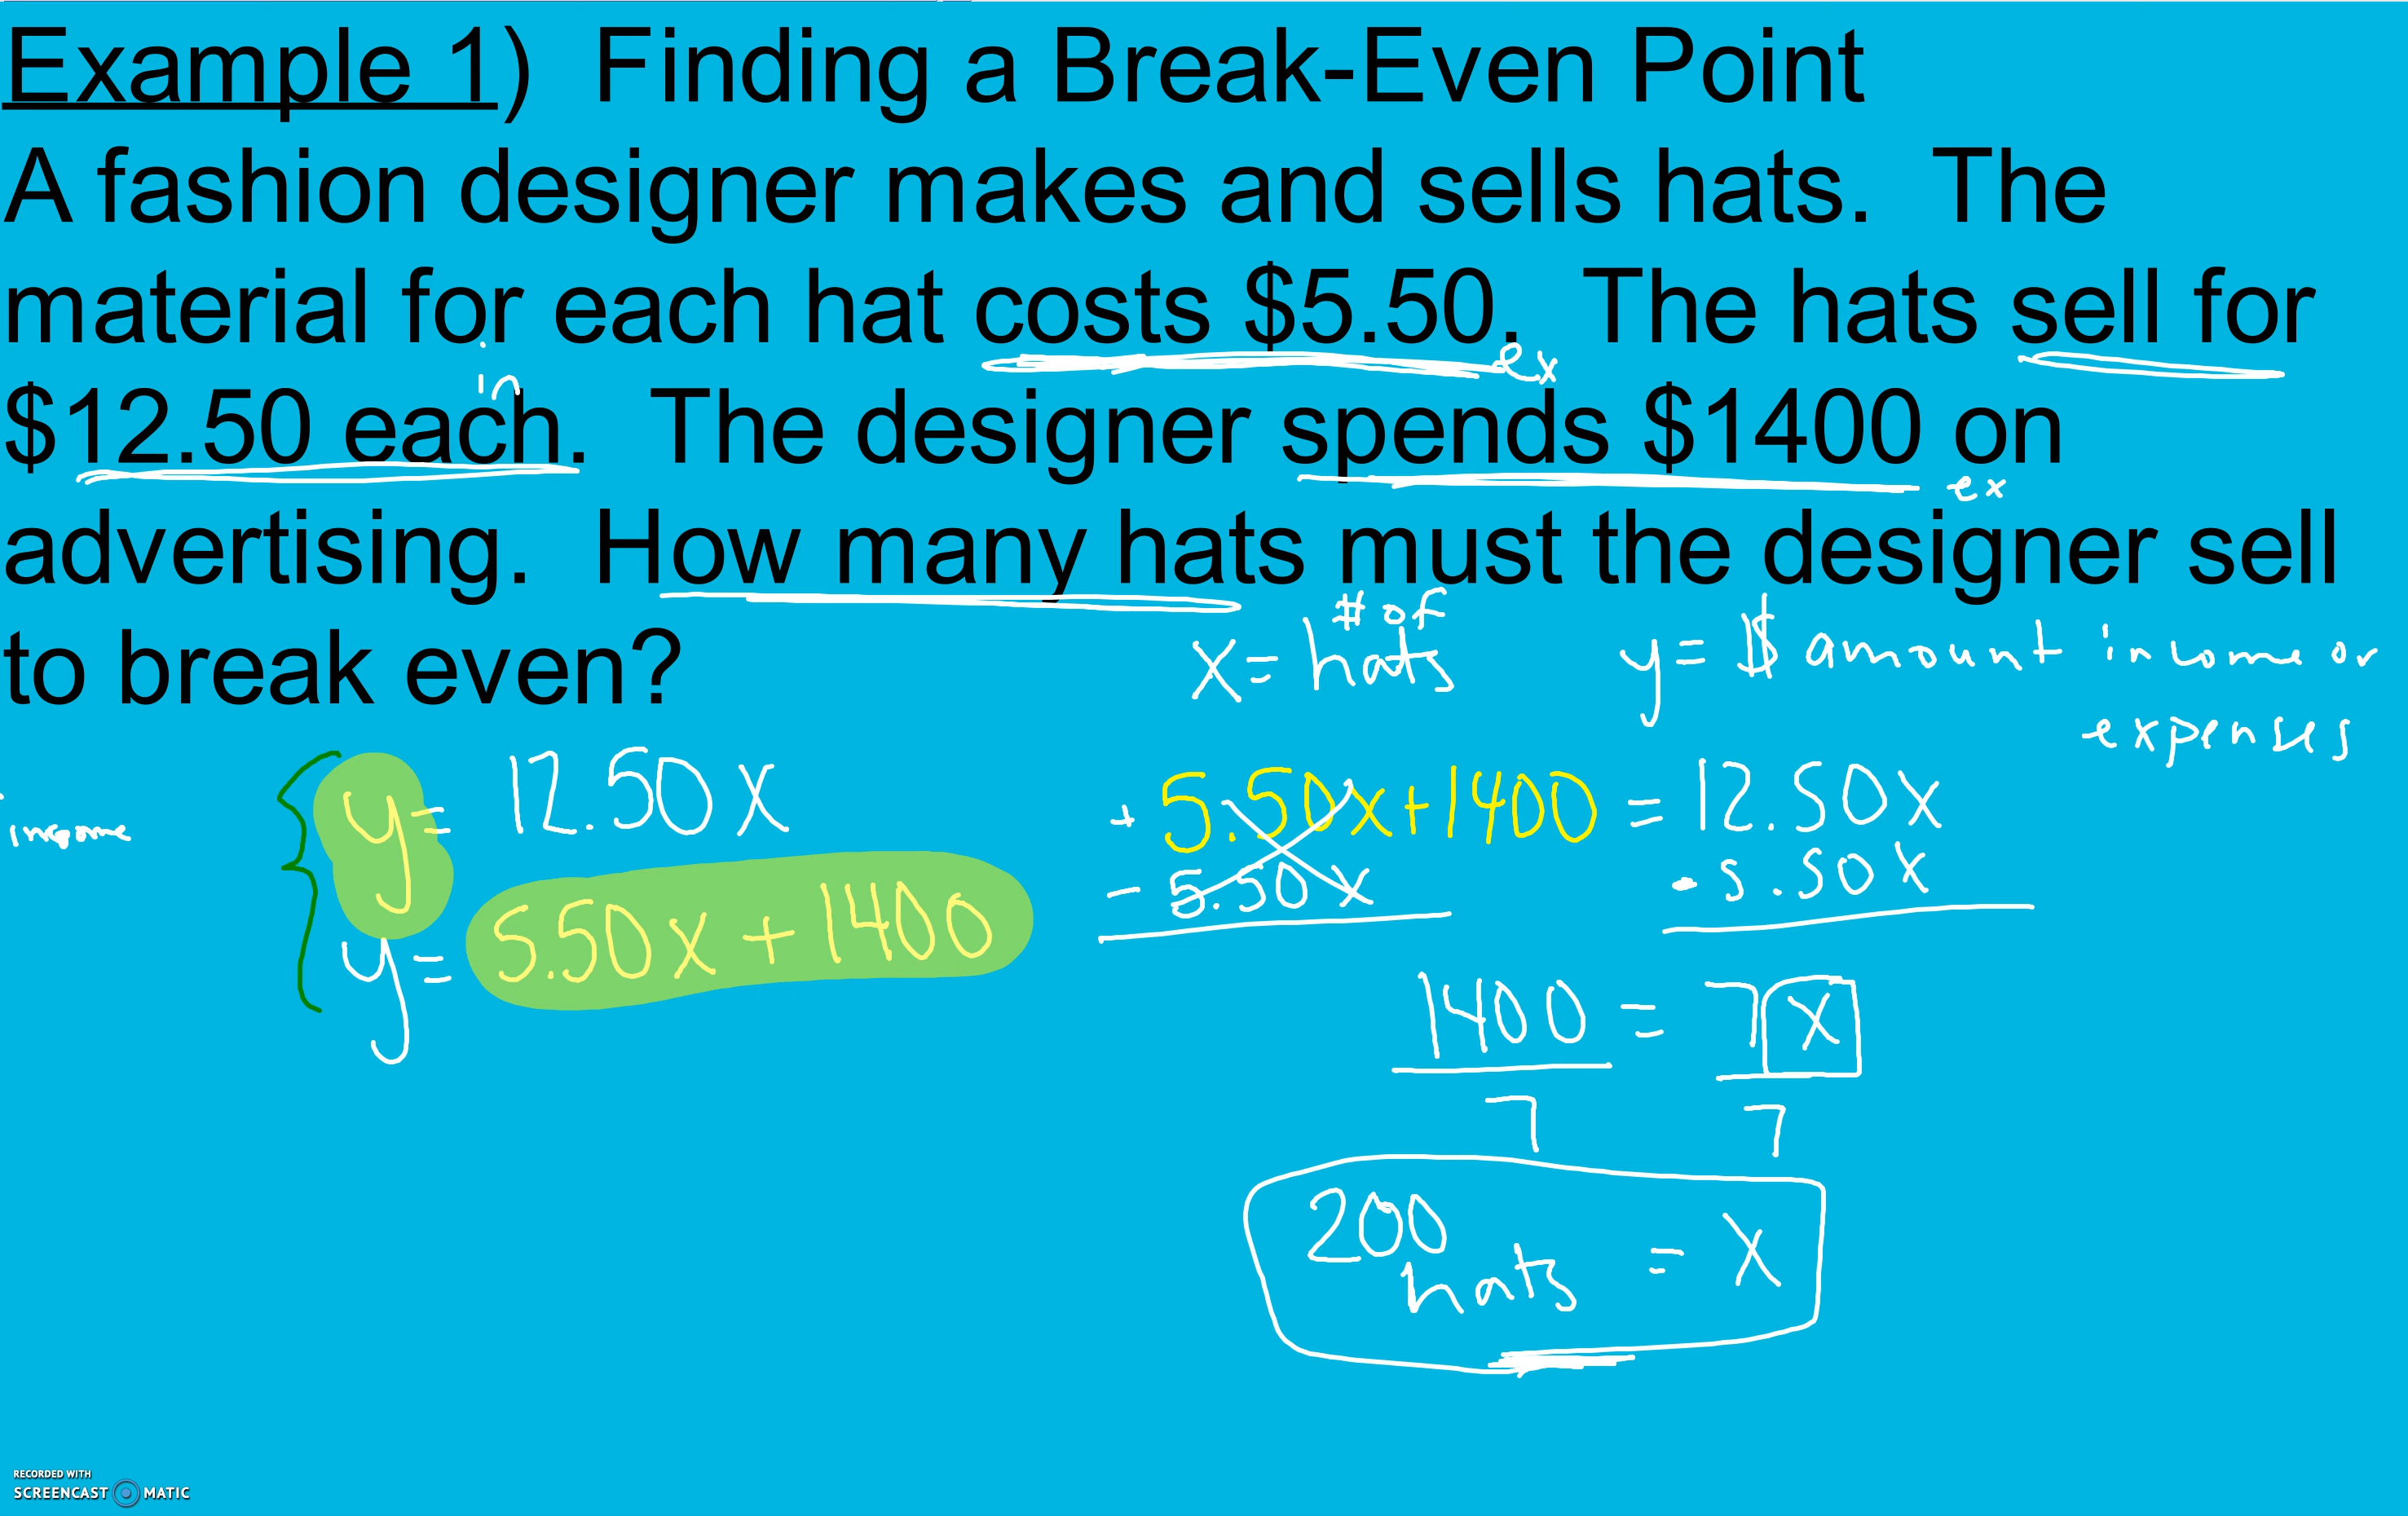 Example 1) Finding a Break-Even Point
A fashion designer makes and sells hats. The
material for each hat costs $5.50. The hats sell for
ex
in
$12.50 each. The designer spends $1400 on
ex
advertising. How many hats must the designer sell
to break even?
x = # of hats
y = $ amount income or
expenses
income
y = 12.50x
y = 5.50x + 1400
+ 5.50x + 1400 = 12.50x
- 5.50x - 5.50x
1400 = 7x
7 7
200 hats = x
RECORDED WITH
SCREENCAST MATIC